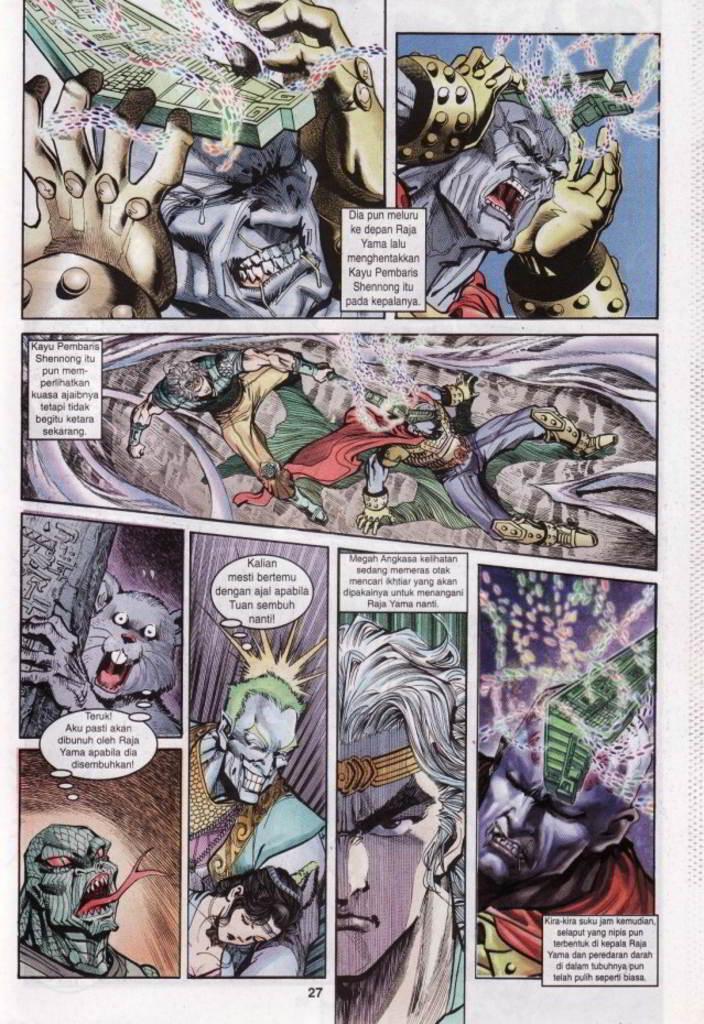 Dia pun meluru
ke depan Raja
Yama lalu
menghentakkan
Kayu Pembaris
Shennong itu
pada kepalanya.
Kayu Pembaris
Shennong itu
pun mem-
perlihatkan
kuasa ajaibnya
tetapi tidak
begitu ketara
sekarang.
Teruk!
Aku pasti akan
dibunuh oleh Raja
Yama apabila dia
disembuhkan!
Kalian
mesti bertemu
dengan ajal apabila
Tuan sembuh
nanti!
Megah Angkasa kelihatan
sedang memeras otak
mencari ikhtiar yang akan
dipakainya untuk menangani
Raja Yama nanti.
Kira-kira suku jam kemudian,
selaput yang nipis pun
terbentuk di kepala Raja
Yama dan peredaran darah
di dalam tubuhnya pun
telah pulih seperti biasa.
27